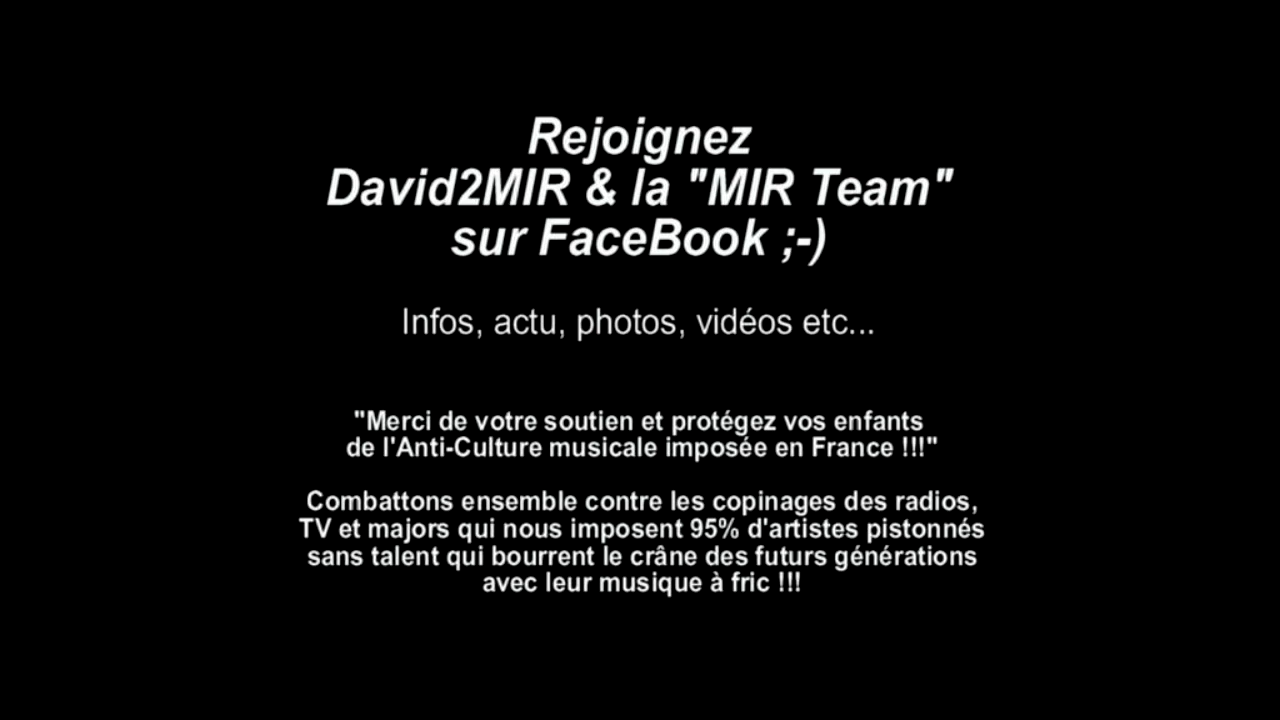 Rejoignez
David2MIR & la "MIR Team"
sur FaceBook ;-)
Infos, actu, photos, vidéos etc...
"Merci de votre soutien et protégez vos enfants
de l'Anti-Culture musicale imposée en France !!!"
Combattons ensemble contre les copinages des radios,
TV et majors qui nous imposent 95% d'artistes pistonnés
sans talent qui bourrent le crâne des futurs générations
avec leur musique à fric !!!